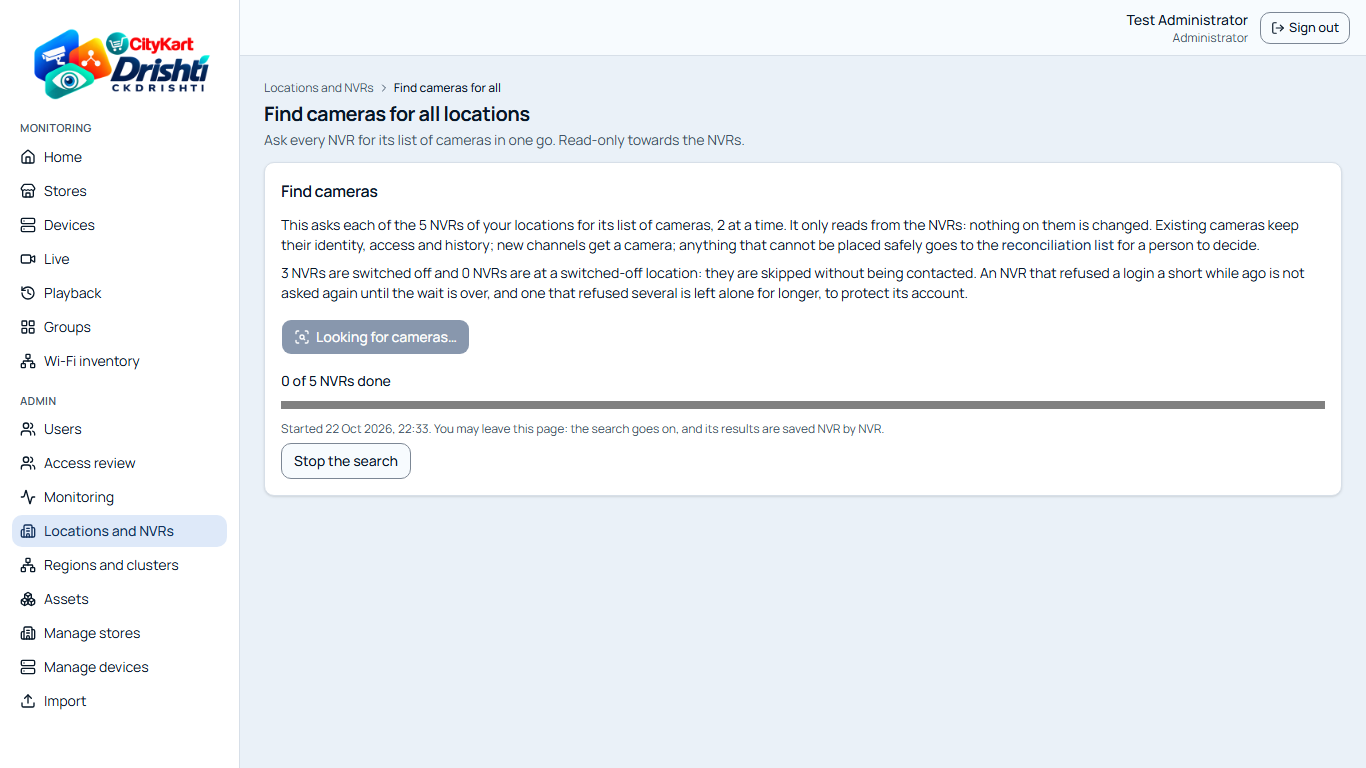 CityKart
Drishti
CKDRISHTI
MONITORING
Home
Stores
Devices
Live
Playback
Groups
Wi-Fi inventory
ADMIN
Users
Access review
Monitoring
Locations and NVRs
Regions and clusters
Assets
Manage stores
Manage devices
Import
Test Administrator
Administrator
Sign out
Locations and NVRs > Find cameras for all
Find cameras for all locations
Ask every NVR for its list of cameras in one go. Read-only towards the NVRs.
Find cameras
This asks each of the 5 NVRs of your locations for its list of cameras, 2 at a time. It only reads from the NVRs: nothing on them is changed. Existing cameras keep
their identity, access and history; new channels get a camera; anything that cannot be placed safely goes to the reconciliation list for a person to decide.
3 NVRs are switched off and 0 NVRs are at a switched-off location: they are skipped without being contacted. An NVR that refused a login a short while ago is not
asked again until the wait is over, and one that refused several is left alone for longer, to protect its account.
Looking for cameras…
0 of 5 NVRs done
Started 22 Oct 2026, 22:33. You may leave this page: the search goes on, and its results are saved NVR by NVR.
Stop the search